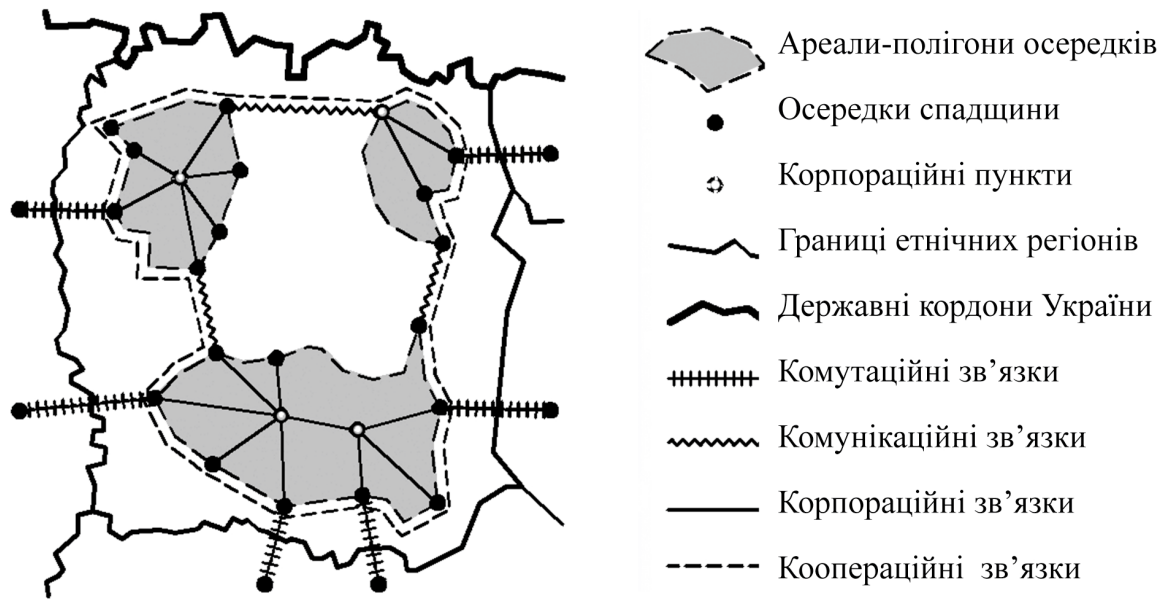 Ареали-полігони осередків
Осередки спадщини
Корпораційні пункти
Границі етнічних регіонів
Державні кордони України
Комутаційні зв’язки
Комунікаційні зв’язки
Корпораційні зв’язки
Коопераційні зв’язки